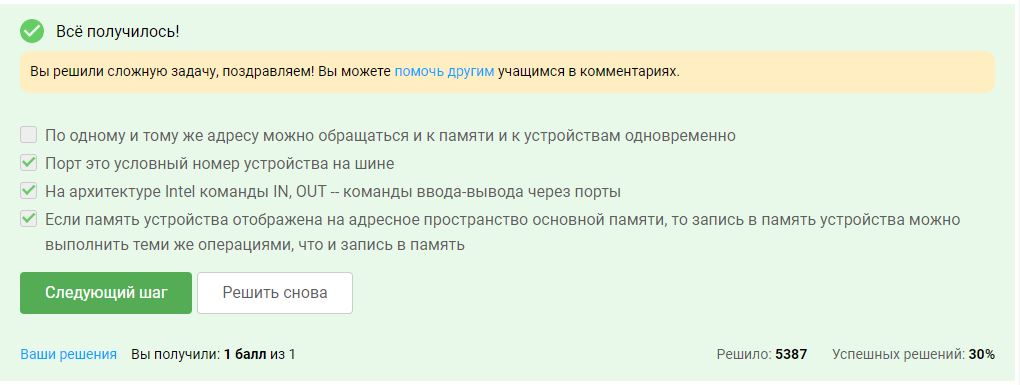 Всё получилось!
Вы решили сложную задачу, поздравляем! Вы можете помочь другим учащимся в комментариях.
По одному и тому же адресу можно обращаться и к памяти и к устройствам одновременно
Порт это условный номер устройства на шине
На архитектуре Intel команды IN, OUT -- команды ввода-вывода через порты
Если память устройства отображена на адресное пространство основной памяти, то запись в память устройства можно
выполнить теми же операциями, что и запись в память
Следующий шаг Решить снова
Ваши решения Вы получили: 1 балл из 1 Решило: 5387 Успешных решений: 30%